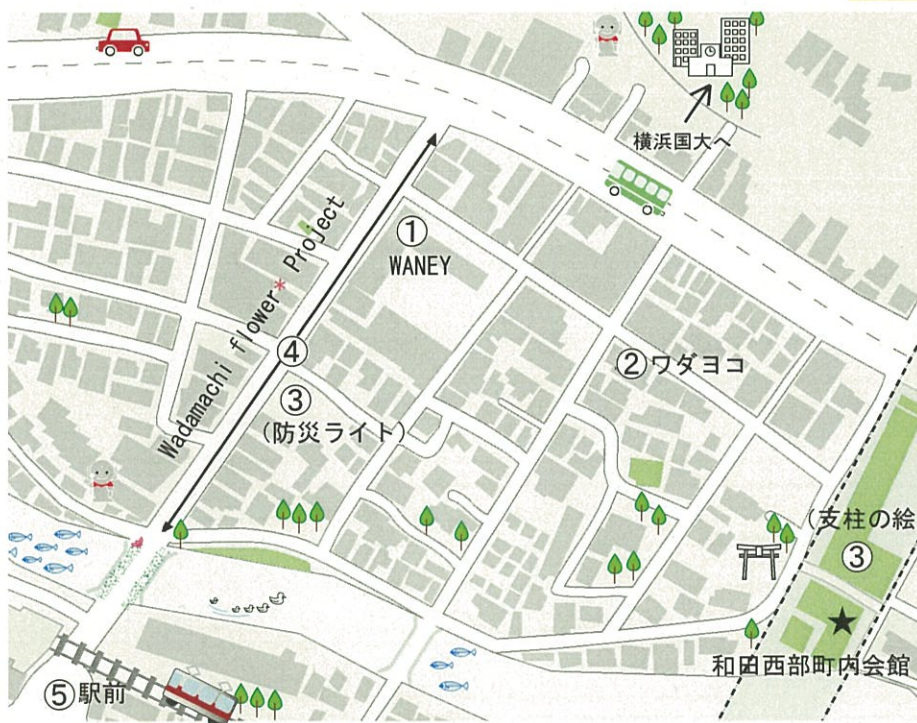 横浜国大へ
①
WANEY
Wadamachi flower* Project
④
②ワダヨコ
③
(防災ライト)
(支柱の絵
③
★
和田西部町内会館
⑤駅前